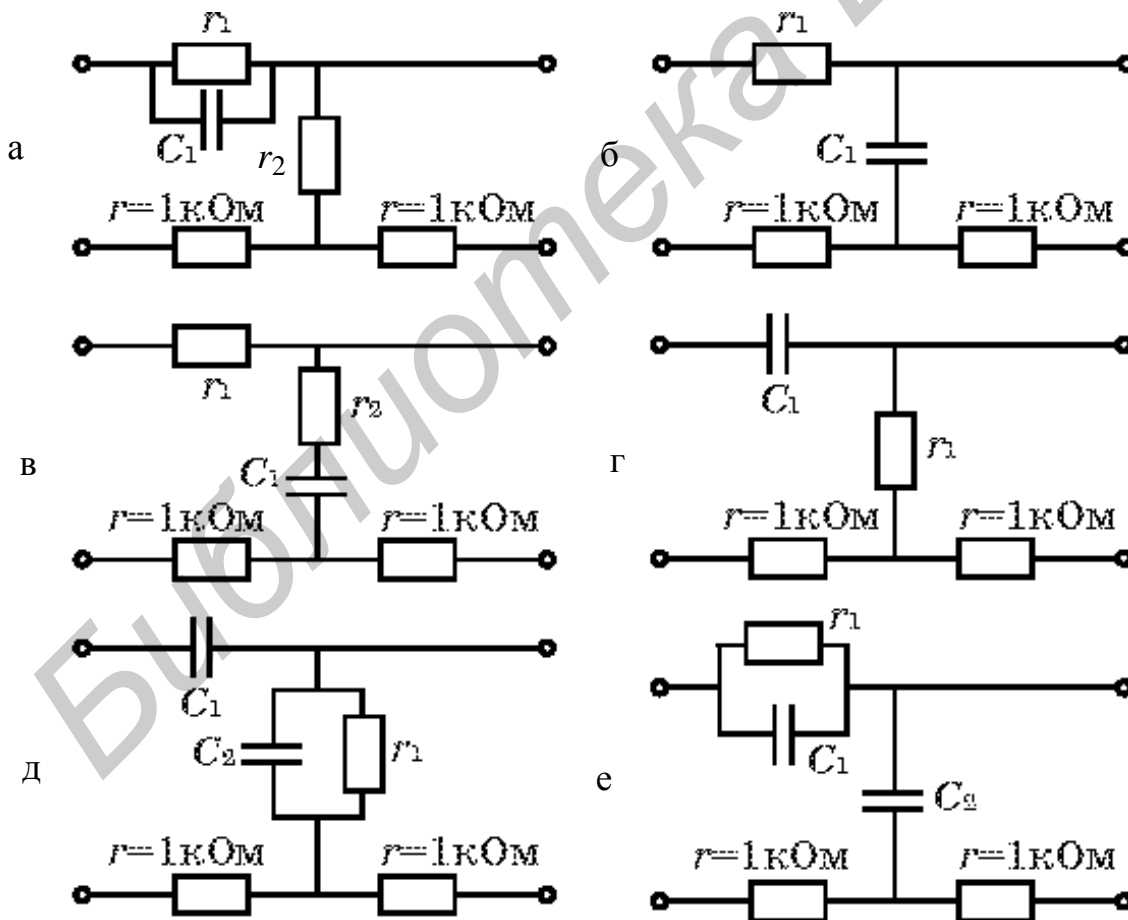 r₁
C₁
r₂
а
r=1кОм r=1кОм
r₁
C₁
б
r=1кОм r=1кОм
r₁
r₂
C₁
в
r=1кОм r=1кОм
C₁
r₁
г
r=1кОм r=1кОм
C₁
C₂
r₁
д
r=1кОм r=1кОм
r₁
C₁
C₂
е
r=1кОм r=1кОм
Библиотека